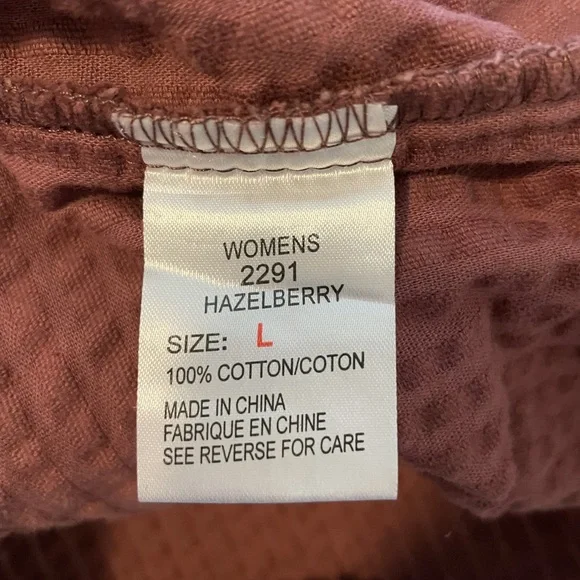 WOMENS
2291
HAZELBERRY
SIZE: L
100% COTTON/COTON
MADE IN CHINA
FABRIQUE EN CHINE
SEE REVERSE FOR CARE